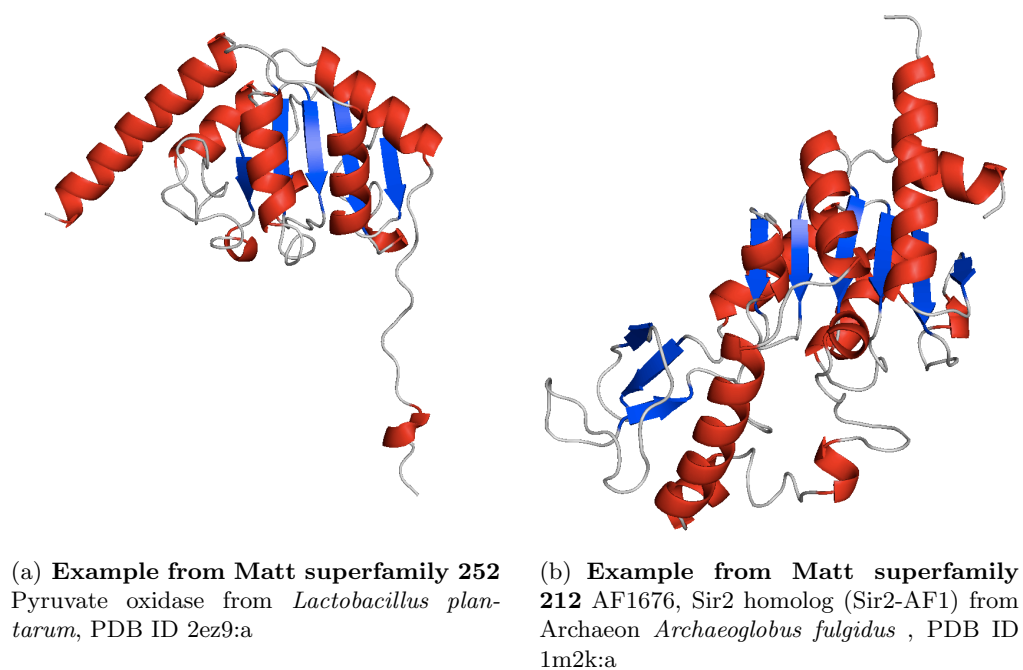 (a) Example from Matt superfamily 252
Pyruvate oxidase from Lactobacillus plan-
tarum, PDB ID 2ez9:a
(b) Example from Matt superfamily
212 AF1676, Sir2 homolog (Sir2-AF1) from
Archaeon Archaeoglobus fulgidus , PDB ID
1m2k:a